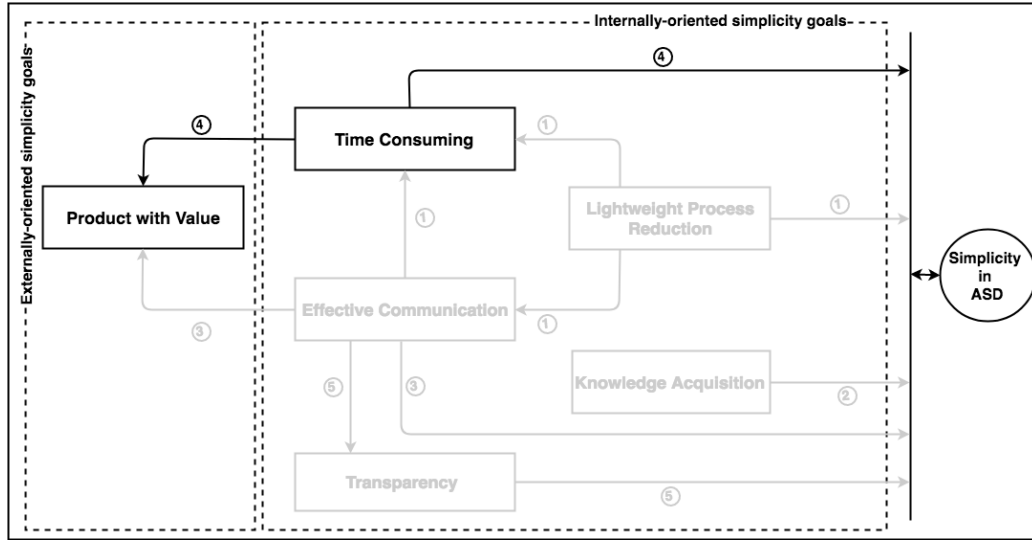 Internally-oriented simplicity goals
Externally-oriented simplicity goals
4
4
Time Consuming
1
Product with Value
Lightweight Process
Reduction
1
1
Simplicity
in
ASD
Effective Communication
3
1
5
3
Knowledge Acquisition
2
Transparency
5